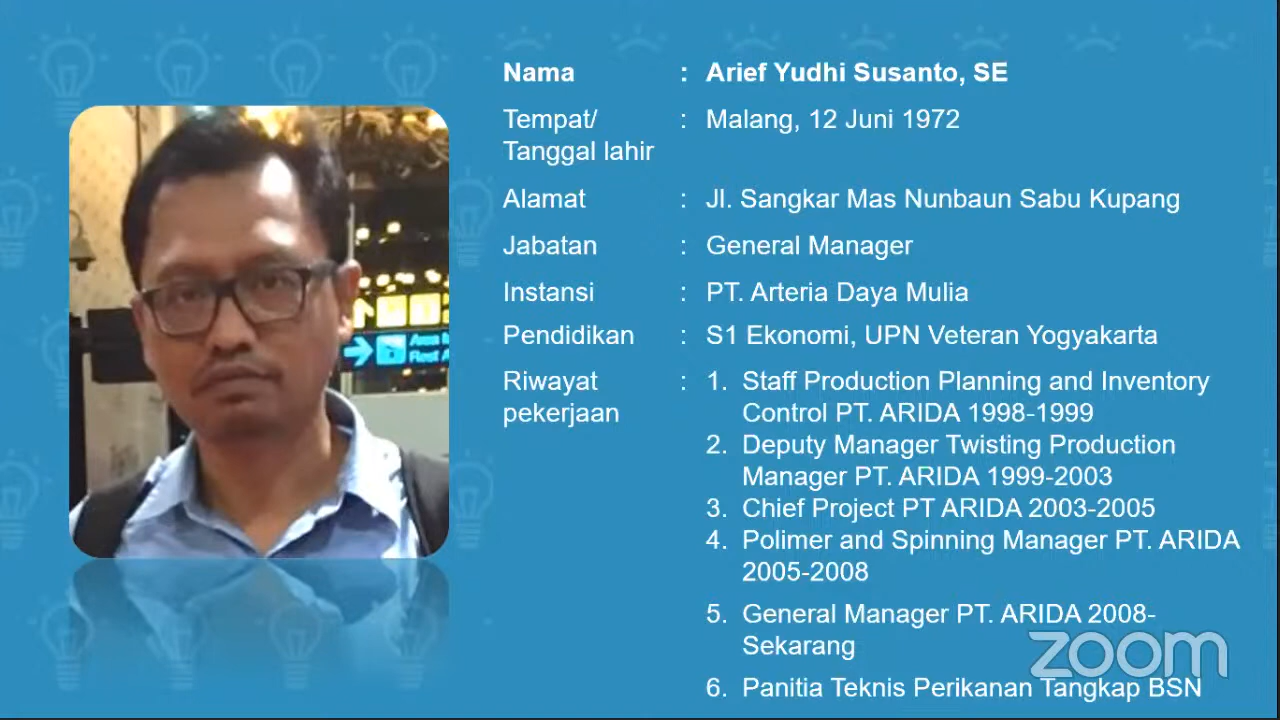 Nama : Arief Yudhi Susanto, SE
Tempat/ : Malang, 12 Juni 1972
Tanggal lahir
Alamat : Jl. Sangkar Mas Nunbaun Sabu Kupang
Jabatan : General Manager
Instansi : PT. Arteria Daya Mulia
Pendidikan : S1 Ekonomi, UPN Veteran Yogyakarta
Riwayat : 1. Staff Production Planning and Inventory
pekerjaan Control PT. ARIDA 1998-1999
2. Deputy Manager Twisting Production
Manager PT. ARIDA 1999-2003
3. Chief Project PT ARIDA 2003-2005
4. Polimer and Spinning Manager PT. ARIDA
2005-2008
5. General Manager PT. ARIDA 2008-
Sekarang
6. Panitia Teknis Perikanan Tangkap BSN
zoom